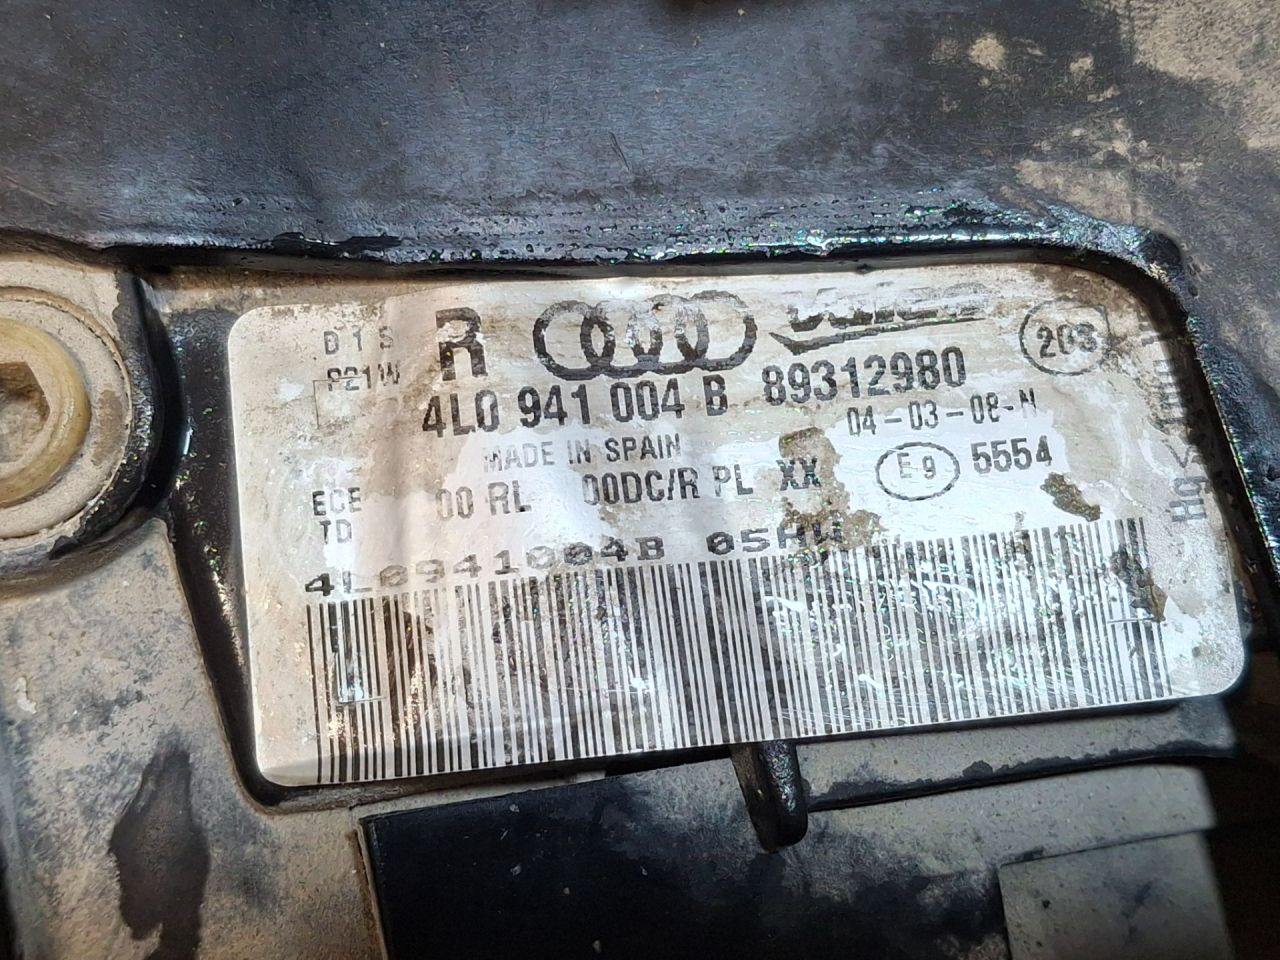 D1S R Valeo 203
P21W 4L0 941 004 B 89312980
MADE IN SPAIN 04-03-08-N
ECE 00 RL 00DC/R PL XX E9 5554
TD
4L0941004B 05AW